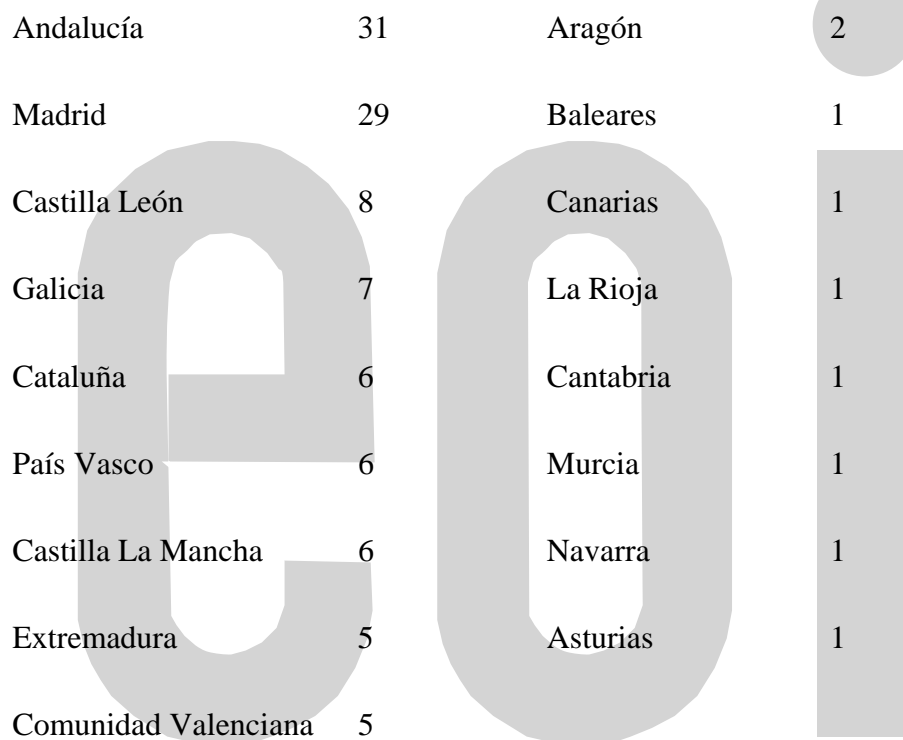 Andalucía 31 Aragón 2
Madrid 29 Baleares 1
Castilla León 8 Canarias 1
Galicia 7 La Rioja 1
Cataluña 6 Cantabria 1
País Vasco 6 Murcia 1
Castilla La Mancha 6 Navarra 1
Extremadura 5 Asturias 1
Comunidad Valenciana 5
eoi